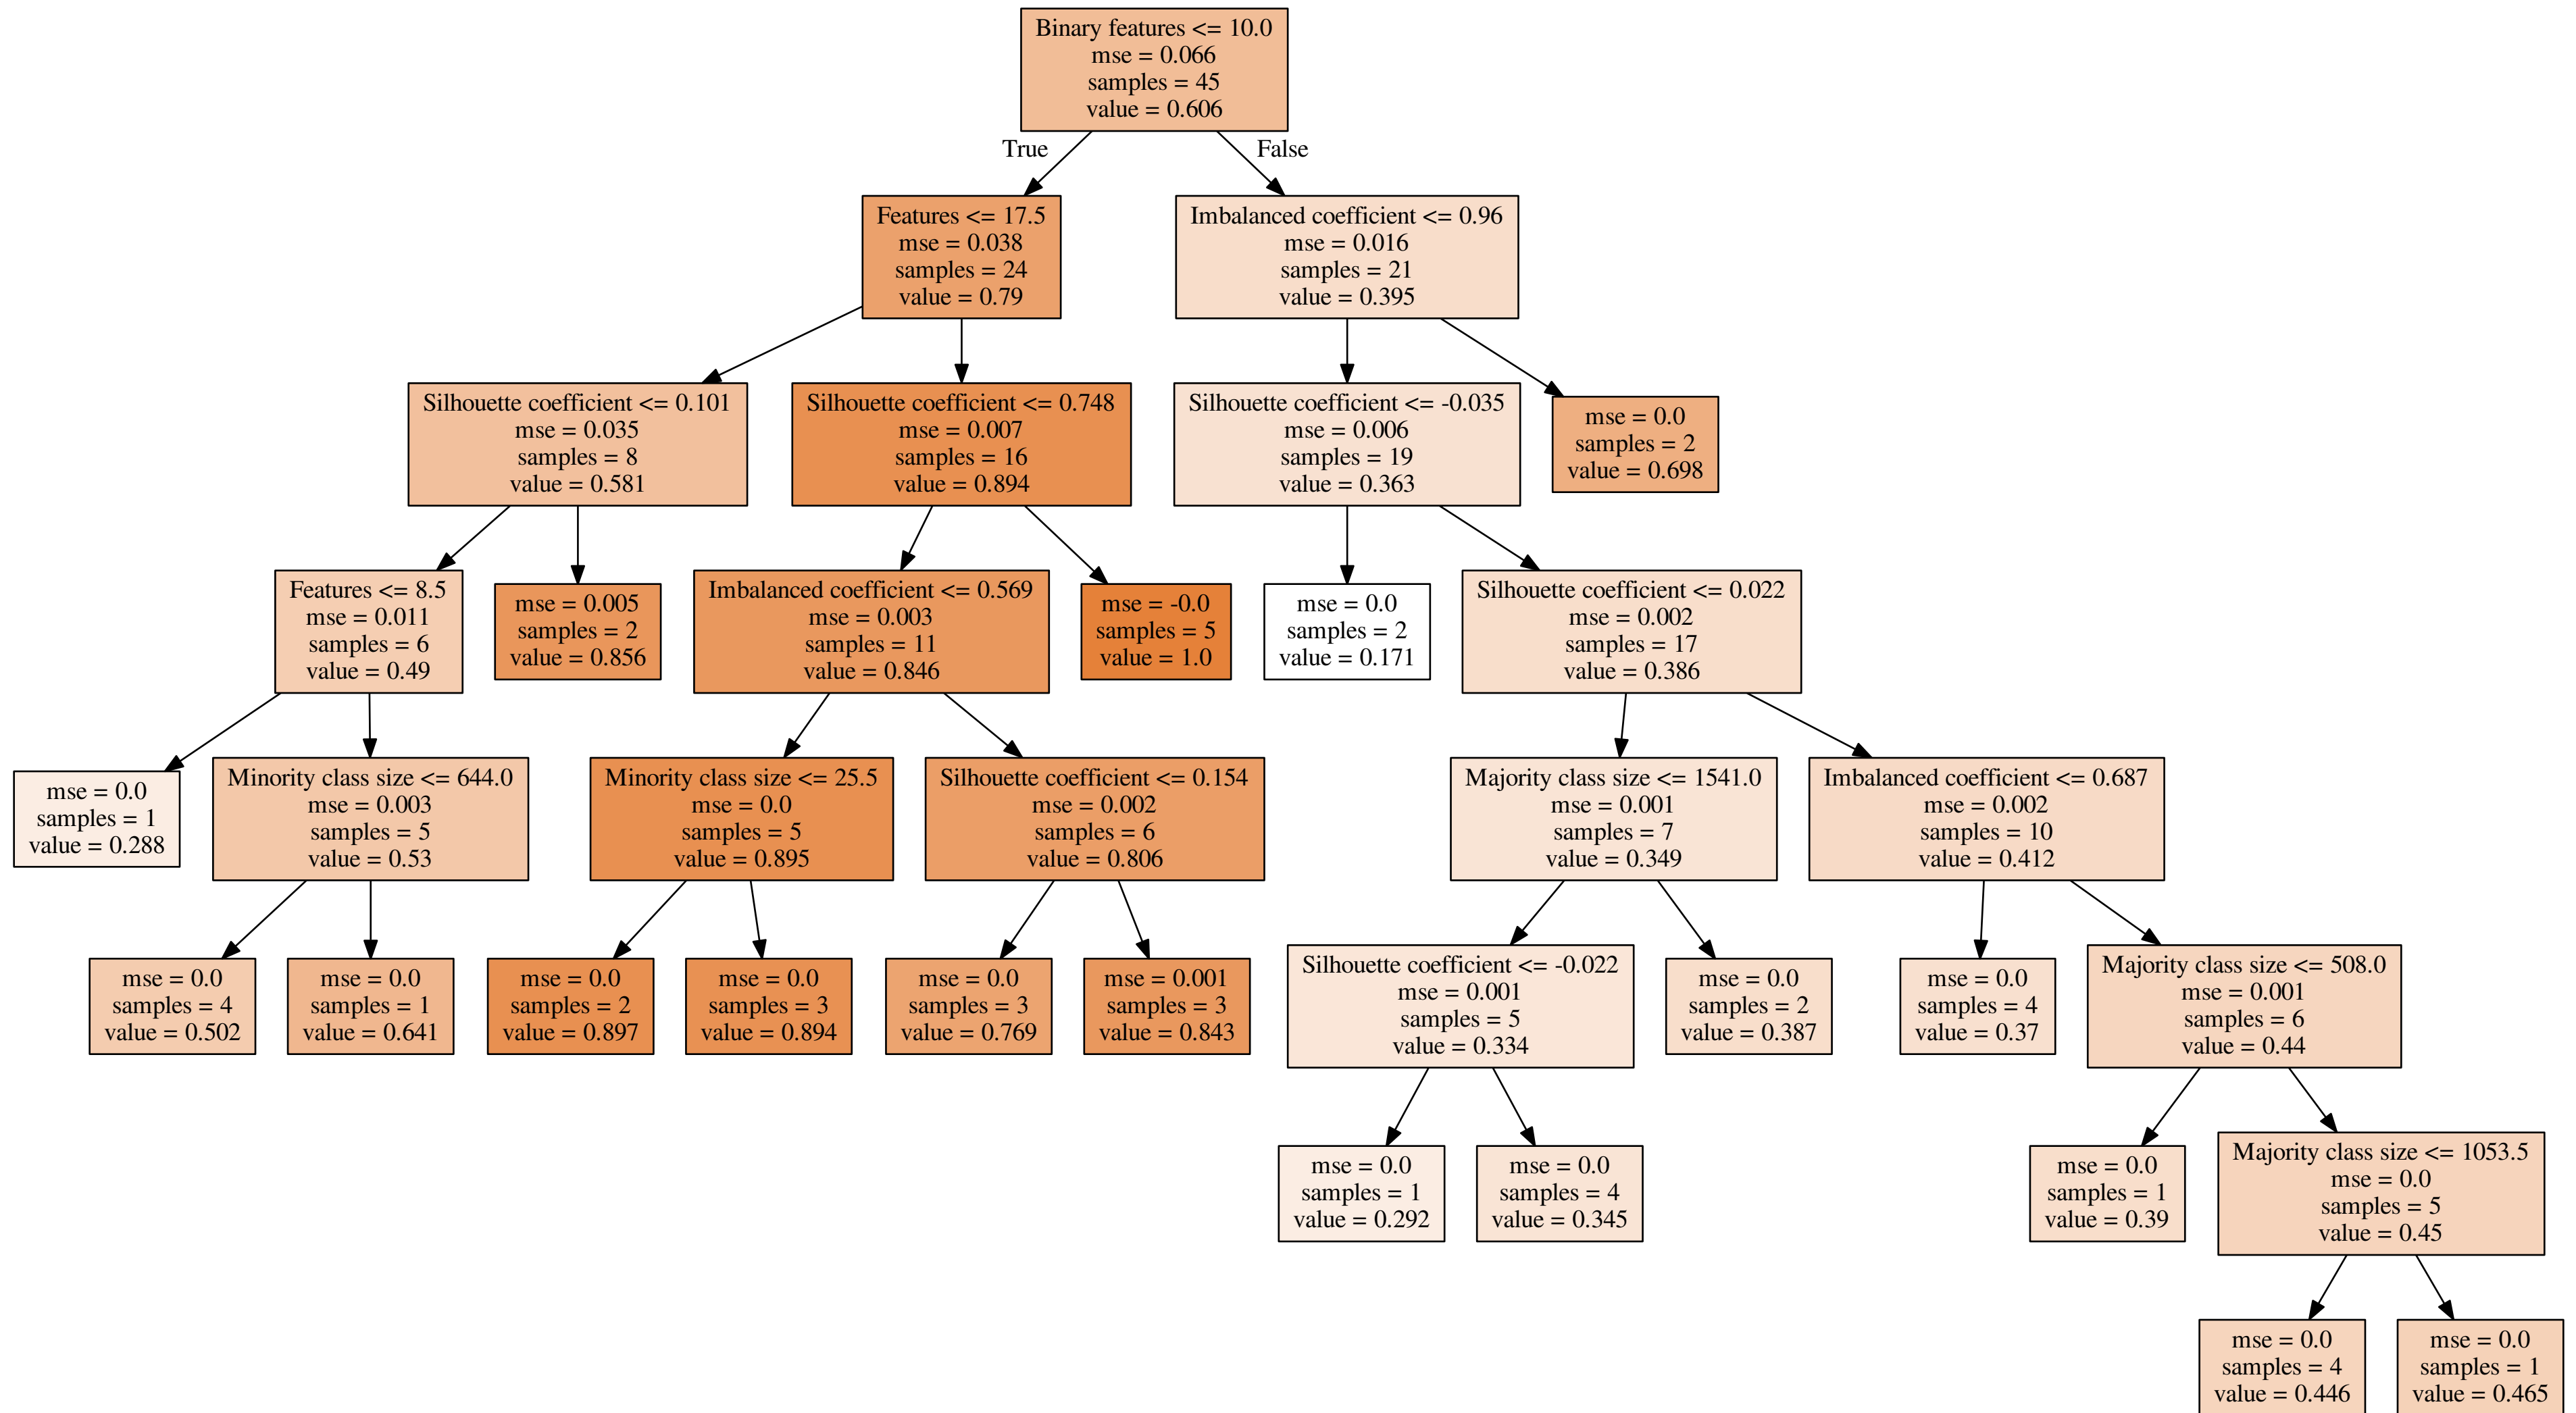 Binary features <= 10.0
mse = 0.066
samples = 45
value = 0.606
True
False
Features <= 17.5
mse = 0.038
samples = 24
value = 0.79
Imbalanced coefficient <= 0.96
mse = 0.016
samples = 21
value = 0.395
Silhouette coefficient <= 0.101
mse = 0.035
samples = 8
value = 0.581
Silhouette coefficient <= 0.748
mse = 0.007
samples = 16
value = 0.894
Silhouette coefficient <= -0.035
mse = 0.006
samples = 19
value = 0.363
mse = 0.0
samples = 2
value = 0.698
Features <= 8.5
mse = 0.011
samples = 6
value = 0.49
mse = 0.005
samples = 2
value = 0.856
Imbalanced coefficient <= 0.569
mse = 0.003
samples = 11
value = 0.846
mse = -0.0
samples = 5
value = 1.0
mse = 0.0
samples = 2
value = 0.171
Silhouette coefficient <= 0.022
mse = 0.002
samples = 17
value = 0.386
mse = 0.0
samples = 1
value = 0.288
Minority class size <= 644.0
mse = 0.003
samples = 5
value = 0.53
Minority class size <= 25.5
mse = 0.0
samples = 5
value = 0.895
Silhouette coefficient <= 0.154
mse = 0.002
samples = 6
value = 0.806
Majority class size <= 1541.0
mse = 0.001
samples = 7
value = 0.349
Imbalanced coefficient <= 0.687
mse = 0.002
samples = 10
value = 0.412
mse = 0.0
samples = 4
value = 0.502
mse = 0.0
samples = 1
value = 0.641
mse = 0.0
samples = 2
value = 0.897
mse = 0.0
samples = 3
value = 0.894
mse = 0.0
samples = 3
value = 0.769
mse = 0.001
samples = 3
value = 0.843
Silhouette coefficient <= -0.022
mse = 0.001
samples = 5
value = 0.334
mse = 0.0
samples = 2
value = 0.387
mse = 0.0
samples = 4
value = 0.37
Majority class size <= 508.0
mse = 0.001
samples = 6
value = 0.44
mse = 0.0
samples = 1
value = 0.292
mse = 0.0
samples = 4
value = 0.345
mse = 0.0
samples = 1
value = 0.39
Majority class size <= 1053.5
mse = 0.0
samples = 5
value = 0.45
mse = 0.0
samples = 4
value = 0.446
mse = 0.0
samples = 1
value = 0.465